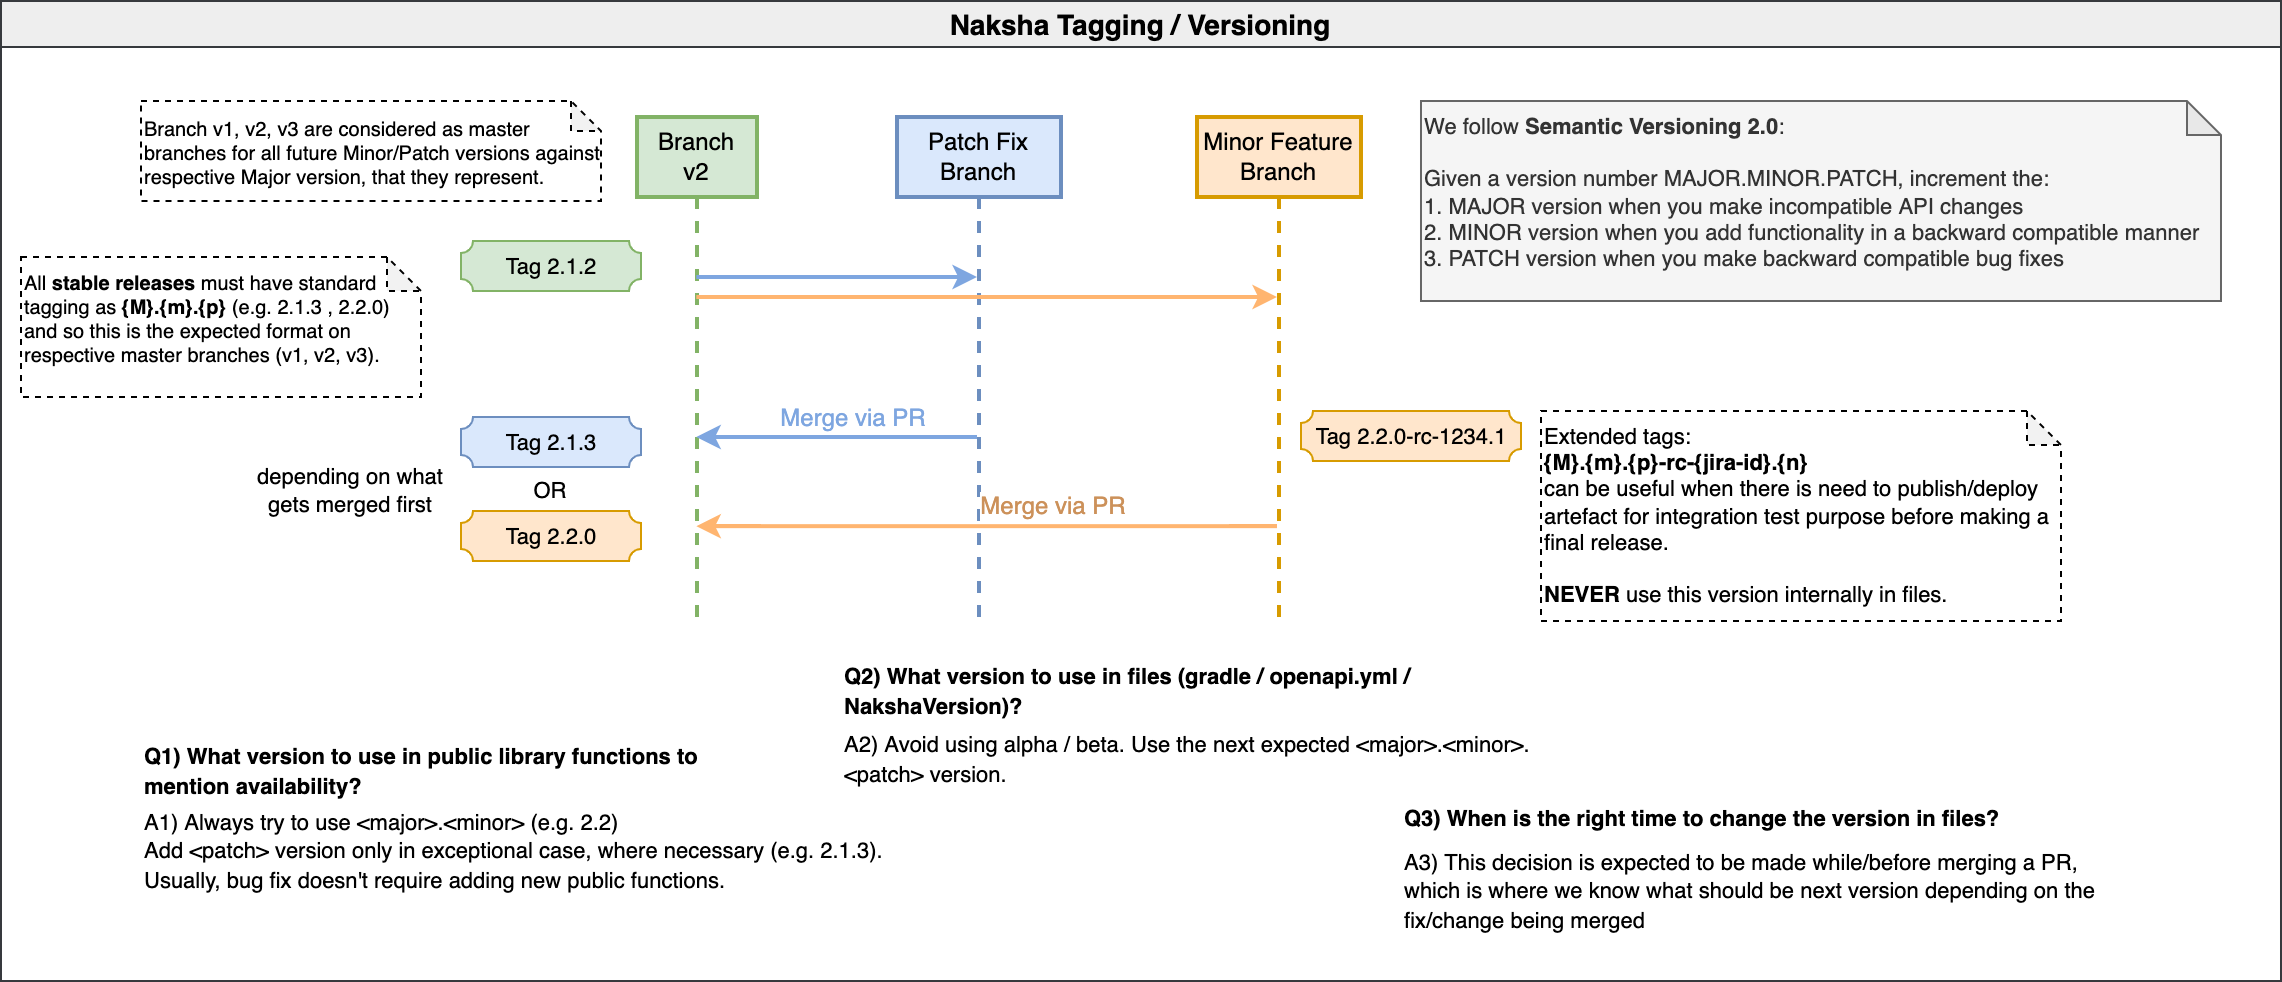 Naksha Tagging / Versioning
Branch v1, v2, v3 are considered as master
branches for all future Minor/Patch versions against
respective Major version, that they represent.
Branch
v2
Patch Fix
Branch
Minor Feature
Branch
We follow Semantic Versioning 2.0:
Given a version number MAJOR.MINOR.PATCH, increment the:
1. MAJOR version when you make incompatible API changes
2. MINOR version when you add functionality in a backward compatible manner
3. PATCH version when you make backward compatible bug fixes
All stable releases must have standard
tagging as {M}.{m}.{p} (e.g. 2.1.3 , 2.2.0)
and so this is the expected format on
respective master branches (v1, v2, v3).
Tag 2.1.2
Merge via PR
Tag 2.1.3
depending on what
gets merged first
OR
Tag 2.2.0
Merge via PR
Tag 2.2.0-rc-1234.1
Extended tags:
{M}.{m}.{p}-rc-{jira-id}.{n}
can be useful when there is need to publish/deploy
artefact for integration test purpose before making a
final release.
NEVER use this version internally in files.
Q1) What version to use in public library functions to
mention availability?
A1) Always try to use <major>.<minor> (e.g. 2.2)
Add <patch> version only in exceptional case, where necessary (e.g. 2.1.3).
Usually, bug fix doesn't require adding new public functions.
Q2) What version to use in files (gradle / openapi.yml /
NakshaVersion)?
A2) Avoid using alpha / beta. Use the next expected <major>.<minor>.
<patch> version.
Q3) When is the right time to change the version in files?
A3) This decision is expected to be made while/before merging a PR,
which is where we know what should be next version depending on the
fix/change being merged